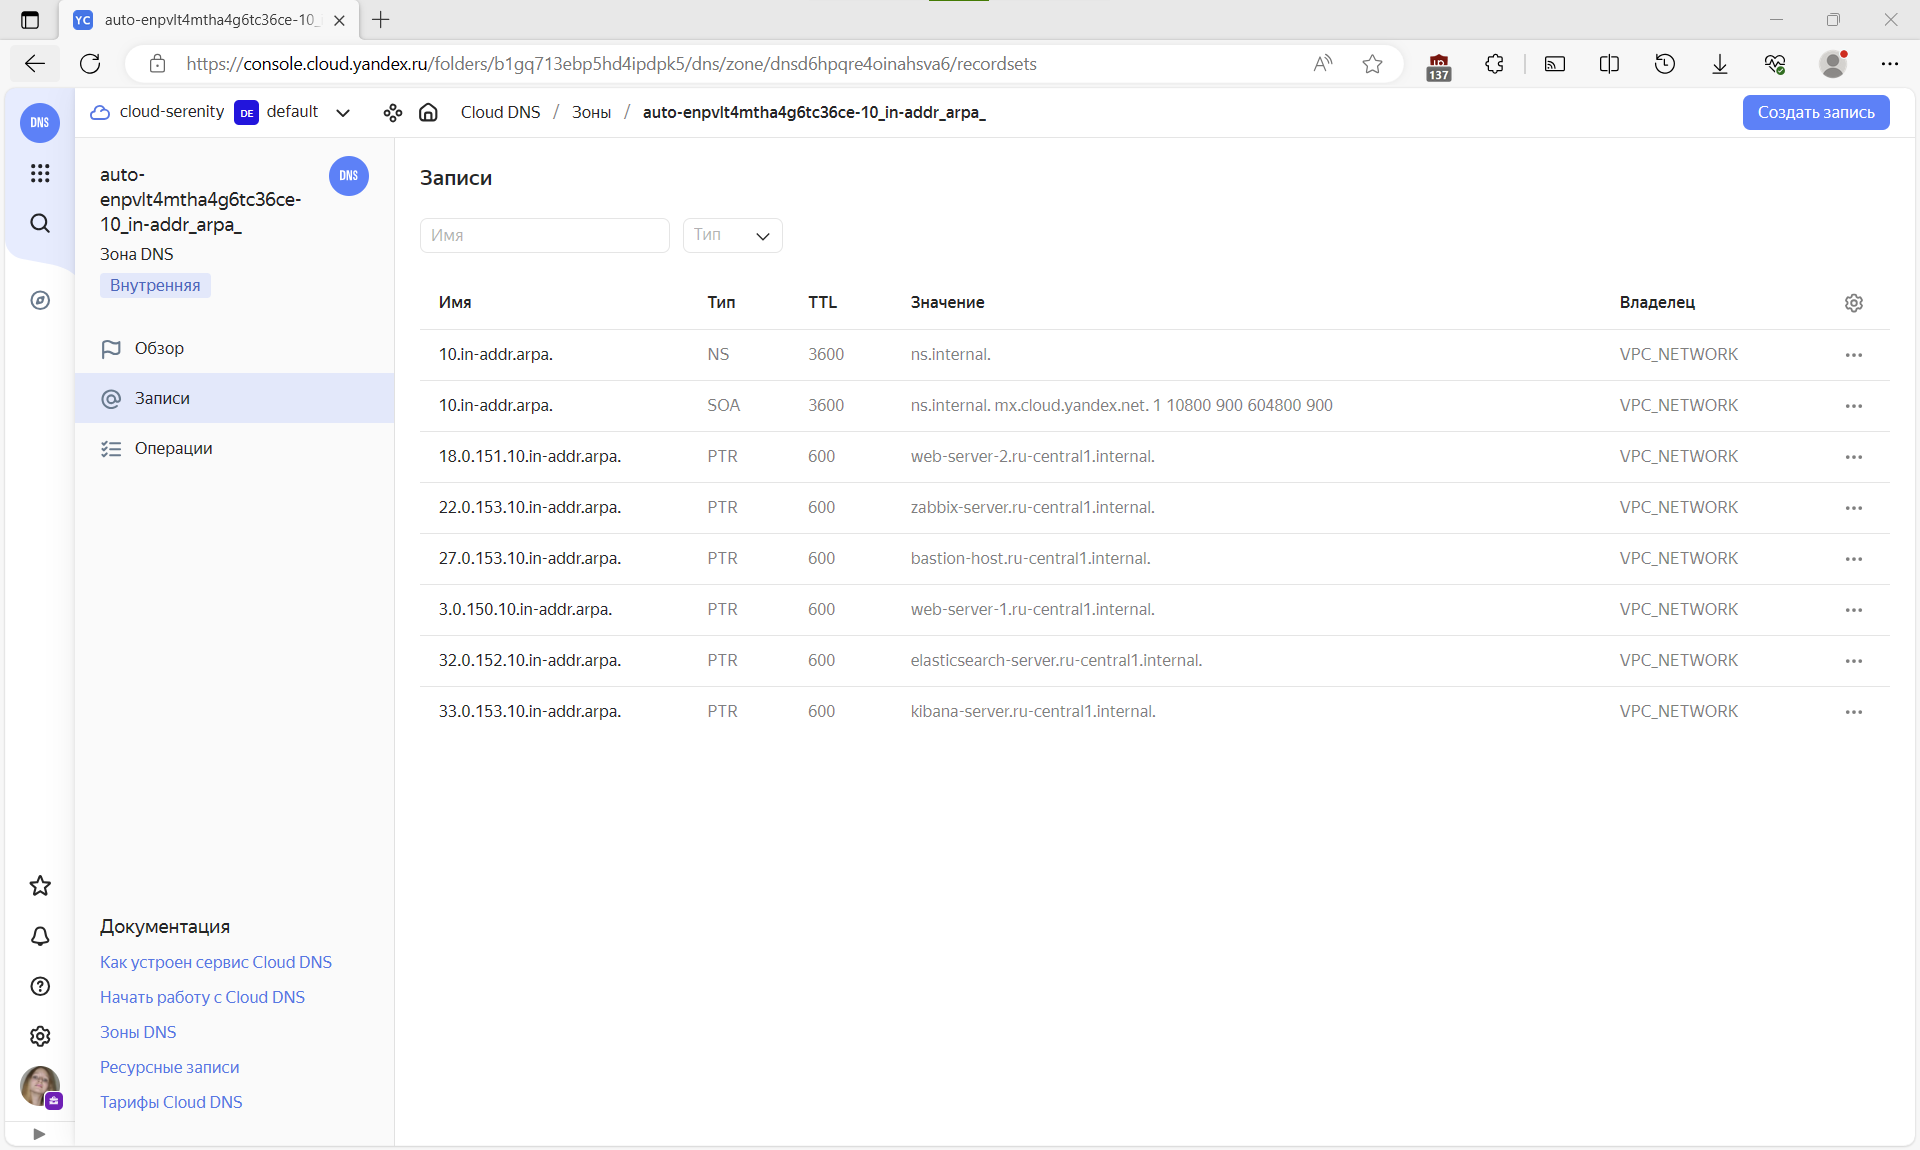 YC auto-enpvlt4mtha4g6tc36ce-10_
https://console.cloud.yandex.ru/folders/b1gq713ebp5hd4ipdpk5/dns/zone/dnsd6hpqre4oinahsva6/recordsets
137
DNS
cloud-serenity DE default Cloud DNS / Зоны / auto-enpvlt4mtha4g6tc36ce-10_in-addr_arpa_ Создать запись
auto-
enpvlt4mtha4g6tc36ce-
10_in-addr_arpa_
DNS
Зона DNS
Внутренняя
Обзор
Записи
Операции
Документация
Как устроен сервис Cloud DNS
Начать работу с Cloud DNS
Зоны DNS
Ресурсные записи
Тарифы Cloud DNS
Записи
Имя Тип
Имя Тип TTL Значение Владелец
10.in-addr.arpa. NS 3600 ns.internal. VPC_NETWORK
10.in-addr.arpa. SOA 3600 ns.internal. mx.cloud.yandex.net. 1 10800 900 604800 900 VPC_NETWORK
18.0.151.10.in-addr.arpa. PTR 600 web-server-2.ru-central1.internal. VPC_NETWORK
22.0.153.10.in-addr.arpa. PTR 600 zabbix-server.ru-central1.internal. VPC_NETWORK
27.0.153.10.in-addr.arpa. PTR 600 bastion-host.ru-central1.internal. VPC_NETWORK
3.0.150.10.in-addr.arpa. PTR 600 web-server-1.ru-central1.internal. VPC_NETWORK
32.0.152.10.in-addr.arpa. PTR 600 elasticsearch-server.ru-central1.internal. VPC_NETWORK
33.0.153.10.in-addr.arpa. PTR 600 kibana-server.ru-central1.internal. VPC_NETWORK